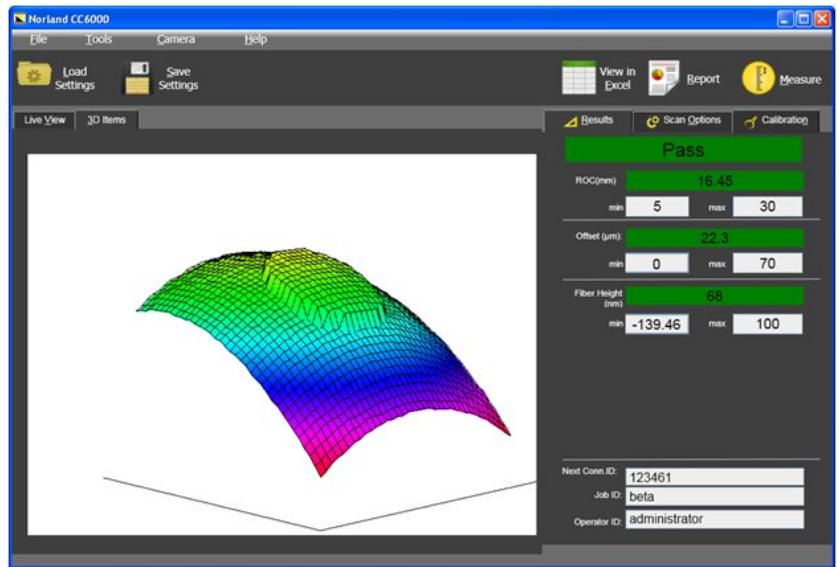 Norland CC6000
File Tools Camera Help
Load Settings
Save Settings
View in Excel
Report
Measure
Live View 3D Items
Results Scan Options Calibration
Pass
ROC(mm) 16.45
min 5 max 30
Offset (µm): 22.3
min 0 max 70
Fiber Height (nm) 68
min -139.46 max 100
Next Conn.ID: 123461
Job ID: beta
Operator ID: administrator